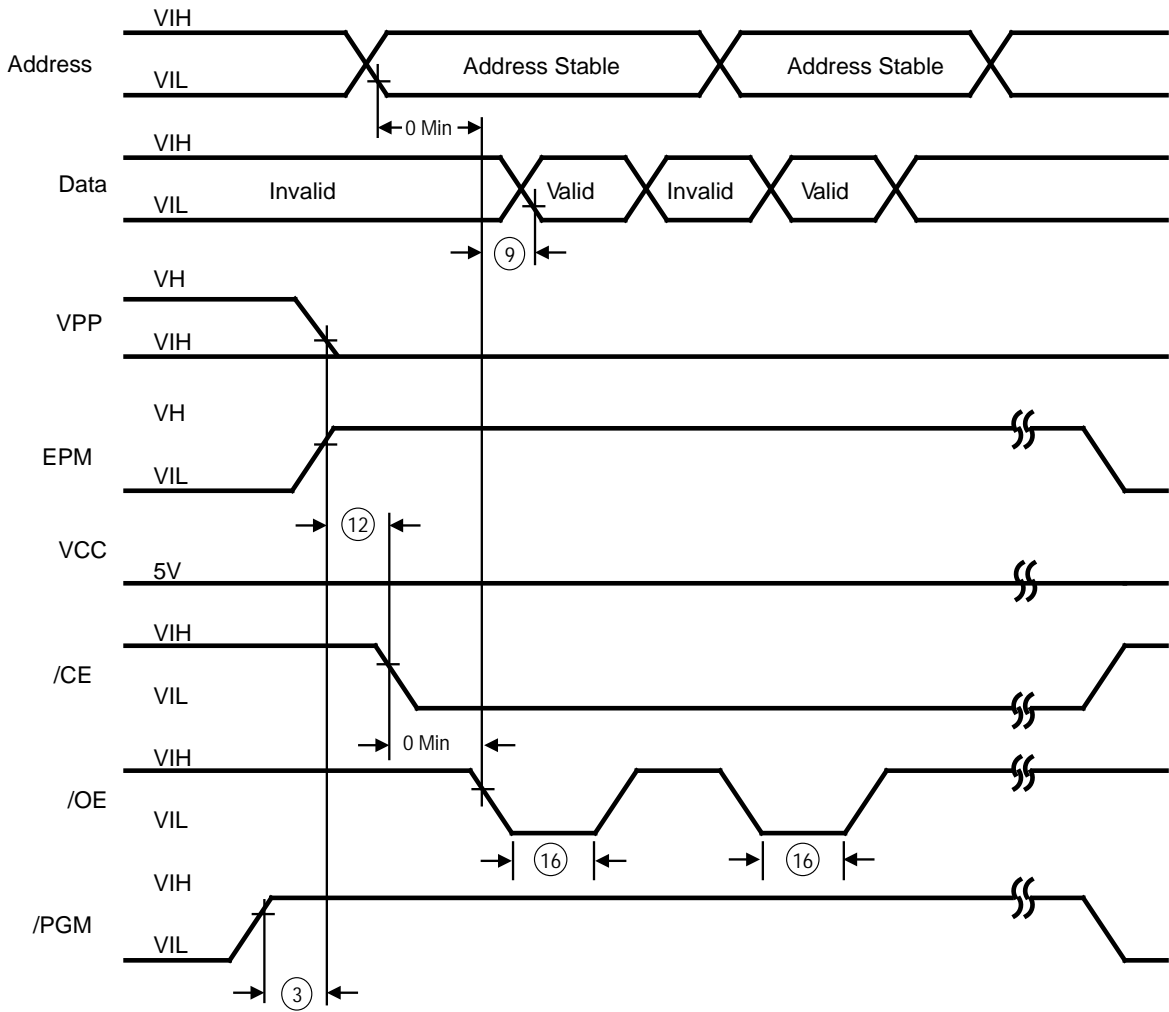 VIH
Address
Address Stable
Address Stable
VIL
0 Min
VIH
Data
Invalid
Valid
Invalid
Valid
VIL
9
VH
VPP
VIH
VH
EPM
VIL
12
VCC
5V
VIH
/CE
VIL
0 Min
VIH
/OE
VIL
16
16
VIH
/PGM
VIL
3